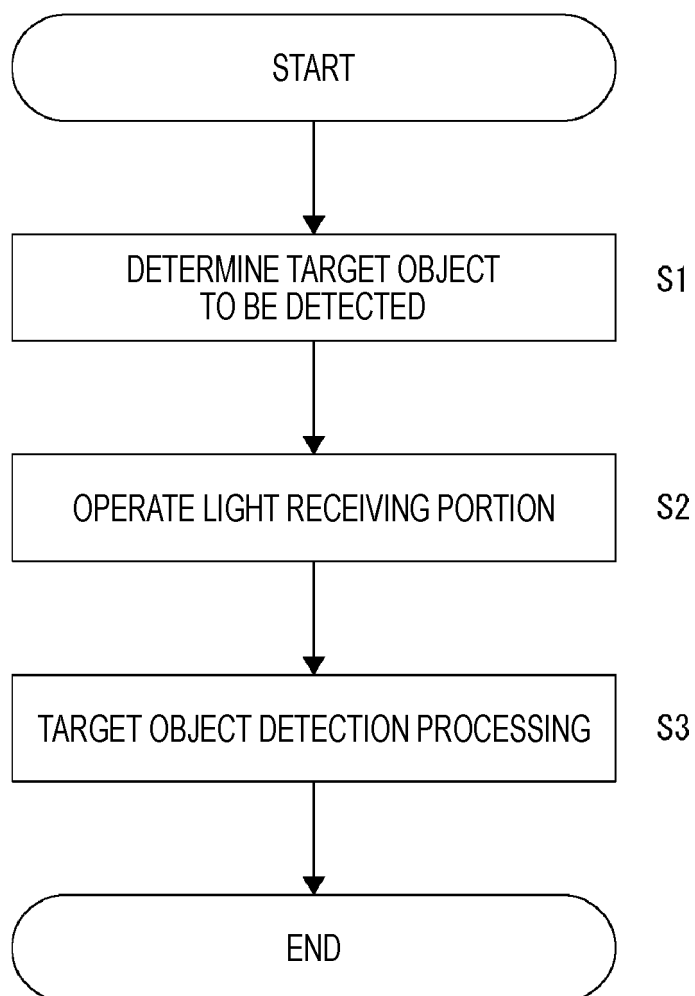 START
DETERMINE TARGET OBJECT
TO BE DETECTED
S1
OPERATE LIGHT RECEIVING PORTION
S2
TARGET OBJECT DETECTION PROCESSING
S3
END